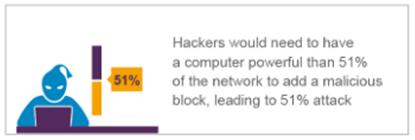 51%
Hackers would need to have
a computer powerful than 51%
of the network to add a malicious
block, leading to 51% attack